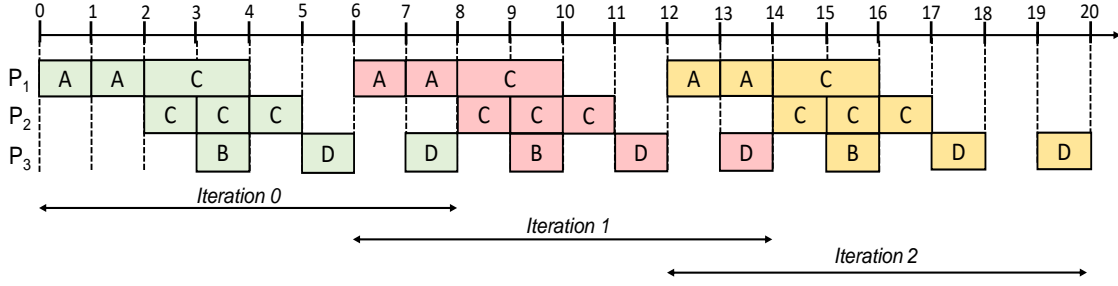 0 1 2 3 4 5 6 7 8 9 10 11 12 13 14 15 16 17 18 19 20
P1 A A C A A C A A C
P2 C C C C C C C C C
P3 B D D B D D B D D
Iteration 0
Iteration 1
Iteration 2